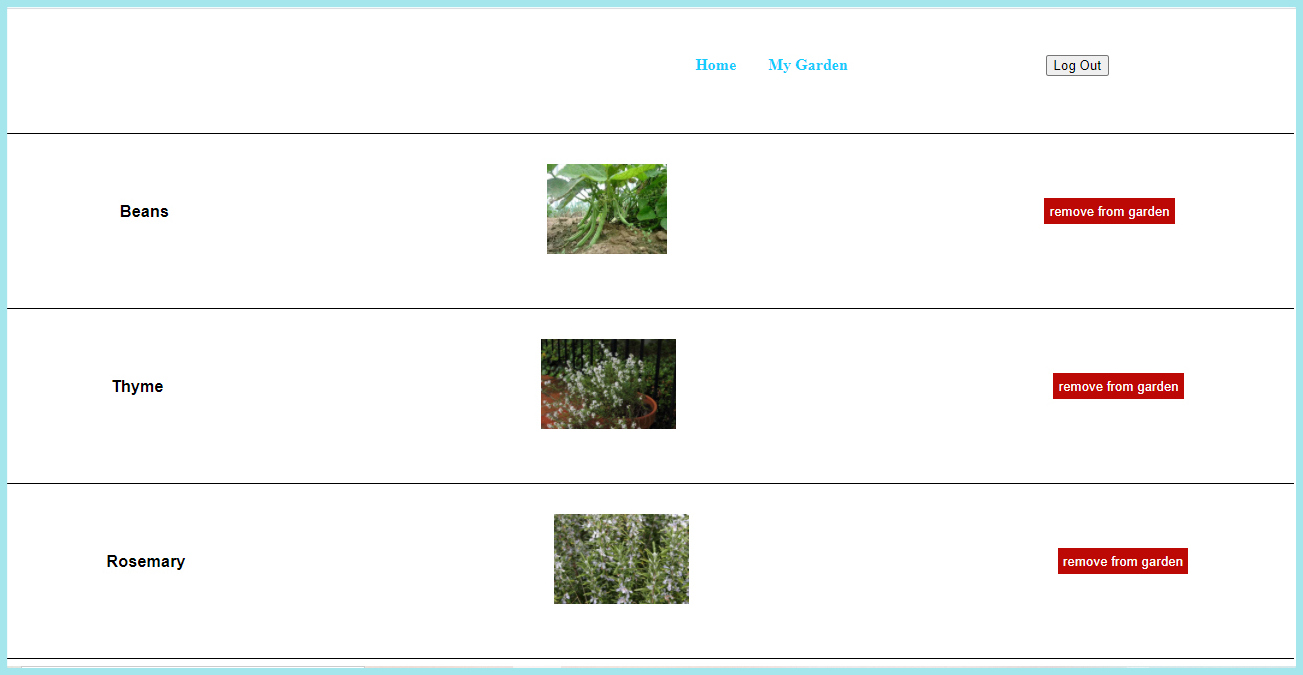 Home My Garden Log Out
Beans remove from garden
Thyme remove from garden
Rosemary remove from garden